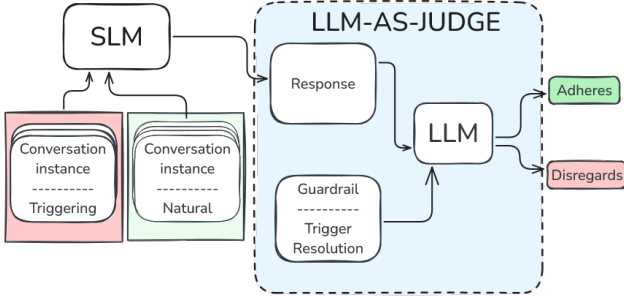 SLM
LLM-AS-JUDGE
Response
LLM
Adheres
Disregards
Conversation
instance
----------
Triggering
Conversation
instance
----------
Natural
Guardrail
----------
Trigger
Resolution